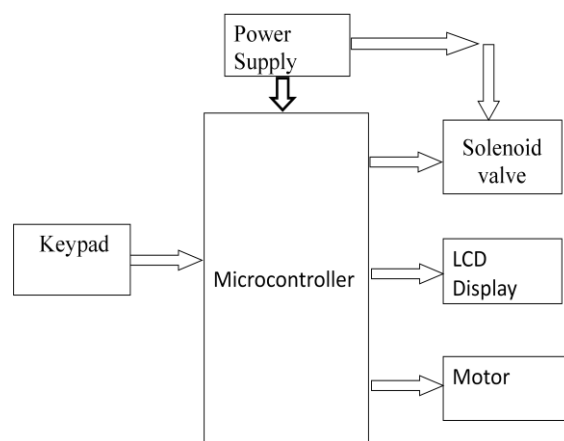 Power
Supply
Solenoid
valve
Keypad
Microcontroller
LCD
Display
Motor